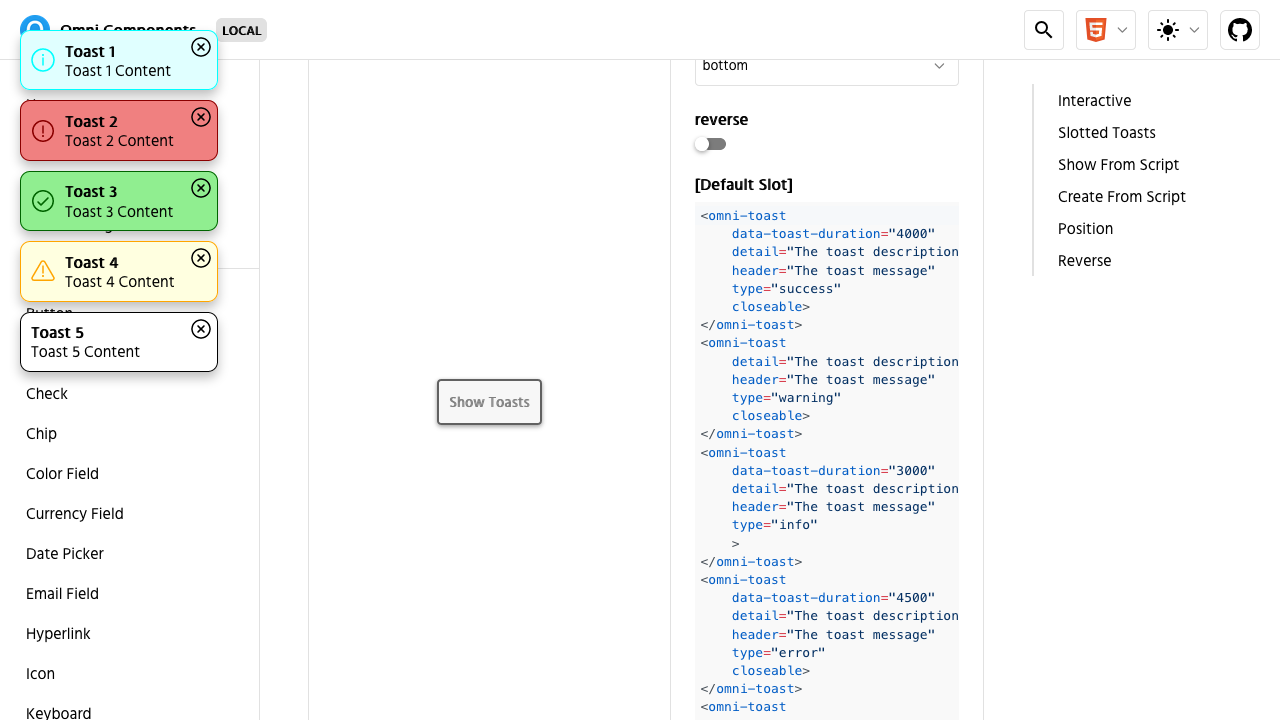 LOCAL
Toast 1
Toast 1 Content
Toast 2
Toast 2 Content
Toast 3
Toast 3 Content
Toast 4
Toast 4 Content
Toast 5
Toast 5 Content
Check
Chip
Color Field
Currency Field
Date Picker
Email Field
Hyperlink
Icon
Keyboard
Show Toasts
bottom
reverse
[Default Slot]
<omni-toast
data-toast-duration="4000"
detail="The toast description
header="The toast message"
type="success"
closeable>
</omni-toast>
<omni-toast
detail="The toast description
header="The toast message"
type="warning"
closeable>
</omni-toast>
<omni-toast
data-toast-duration="3000"
detail="The toast description
header="The toast message"
type="info"
>
</omni-toast>
<omni-toast
data-toast-duration="4500"
detail="The toast description
header="The toast message"
type="error"
closeable>
</omni-toast>
<omni-toast
Interactive
Slotted Toasts
Show From Script
Create From Script
Position
Reverse